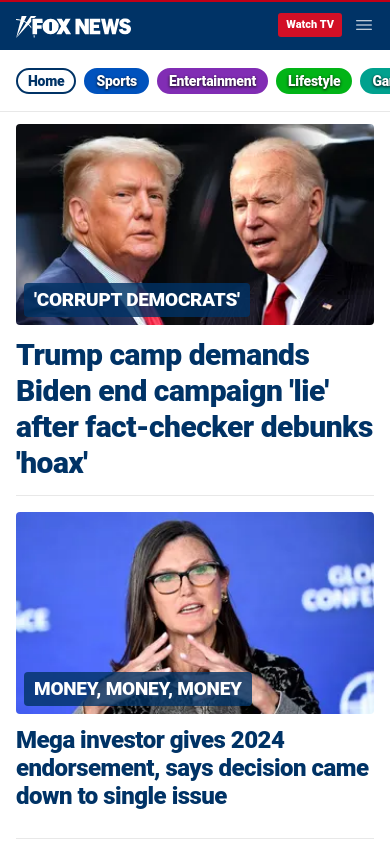 FOX NEWS
Watch TV
Home
Sports
Entertainment
Lifestyle
Ga
'CORRUPT DEMOCRATS'
Trump camp demands
Biden end campaign 'lie'
after fact-checker debunks
'hoax'
NCE
GLO
CONFE
MONEY, MONEY, MONEY
Mega investor gives 2024
endorsement, says decision came
down to single issue